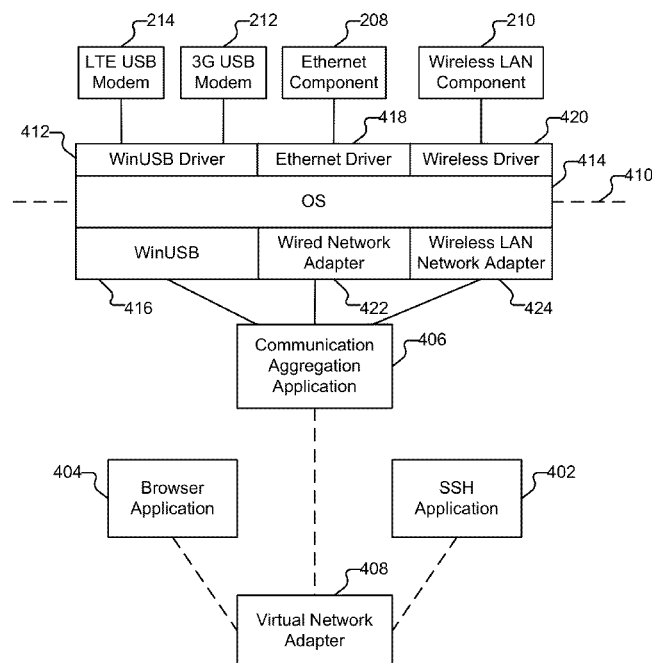 214
212
208
210
LTE USB
Modem
3G USB
Modem
Ethernet
Component
Wireless LAN
Component
412
418
420
WinUSB Driver
Ethernet Driver
Wireless Driver
414
410
OS
WinUSB
Wired Network
Adapter
Wireless LAN
Network Adapter
416
422
424
Communication
Aggregation
Application
406
404
Browser
Application
SSH
Application
402
408
Virtual Network
Adapter